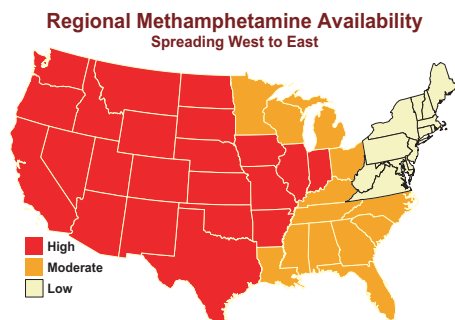 Regional Methamphetamine Availability
Spreading West to East
High
Moderate
Low